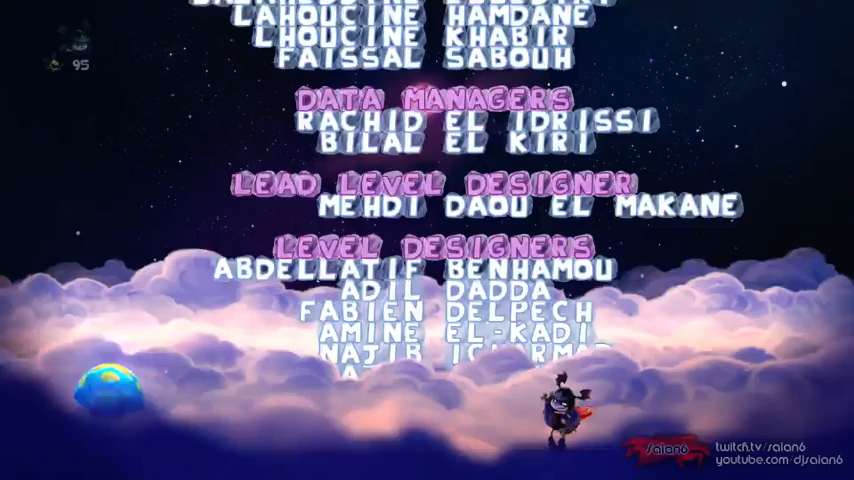 LAHOUCINE HAMDANE
LHOUCINE KHABIR
FAISSAL SABOUH
95
DATA MANAGERS
RACHID EL IDRISSI
BILAL EL KIRI
LEAD LEVEL DESIGNER
MEHDI DAOU EL MAKANE
LEVEL DESIGNERS
ABDELLATIF BENHAMOU
ADIL DADDA
FABIEN DELPECH
AMINE EL-KADI
NAJIB
saian6
twitch.tv/saian6
youtube.com/djsaian6